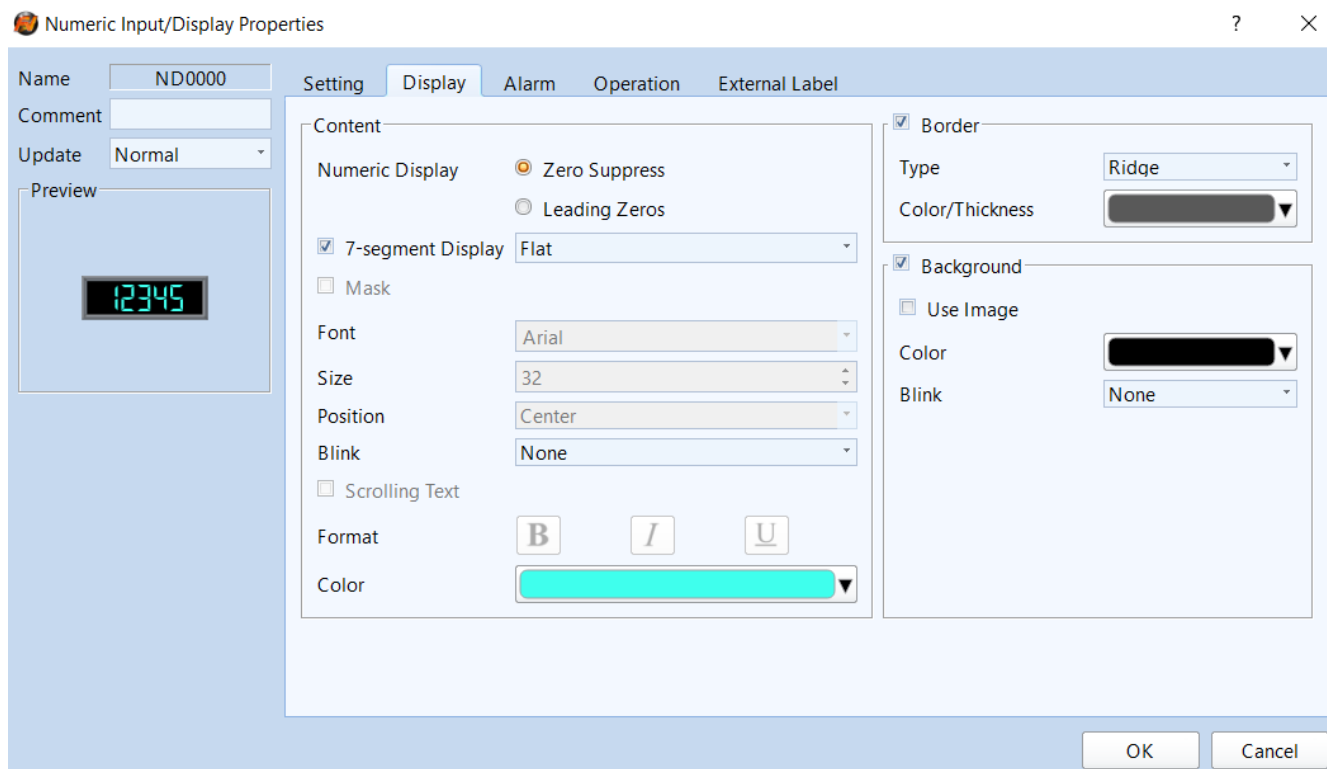 Numeric Input/Display Properties ?
Name ND0000
Comment
Update Normal
Preview
12345
Setting Display Alarm Operation External Label
Content
Numeric Display Zero Suppress
Leading Zeros
7-segment Display Flat
Mask
Font Arial
Size 32
Position Center
Blink None
Scrolling Text
Format B I U
Color
Border
Type Ridge
Color/Thickness
Background
Use Image
Color
Blink None
OK Cancel